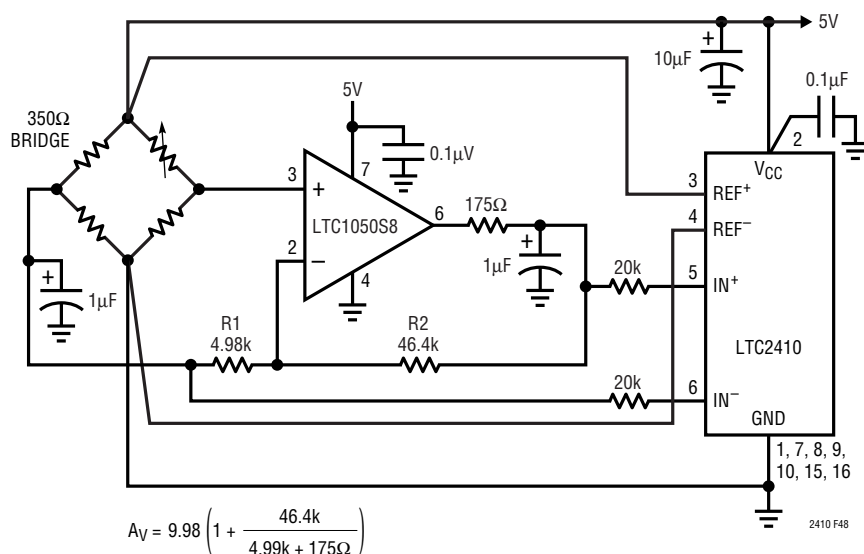 5V
10μF
+
0.1μF
350Ω
BRIDGE
5V
0.1μV
2
VCC
7
3
+
LTC1050S8
6
175Ω
2
−
4
+
1μF
+
1μF
3
REF+
4
REF−
20k
5
IN+
R1
4.98k
R2
46.4k
LTC2410
20k
6
IN−
GND
1, 7, 8, 9,
10, 15, 16
AV = 9.98 (1 + 46.4k / 4.99k + 175Ω)
2410 F48